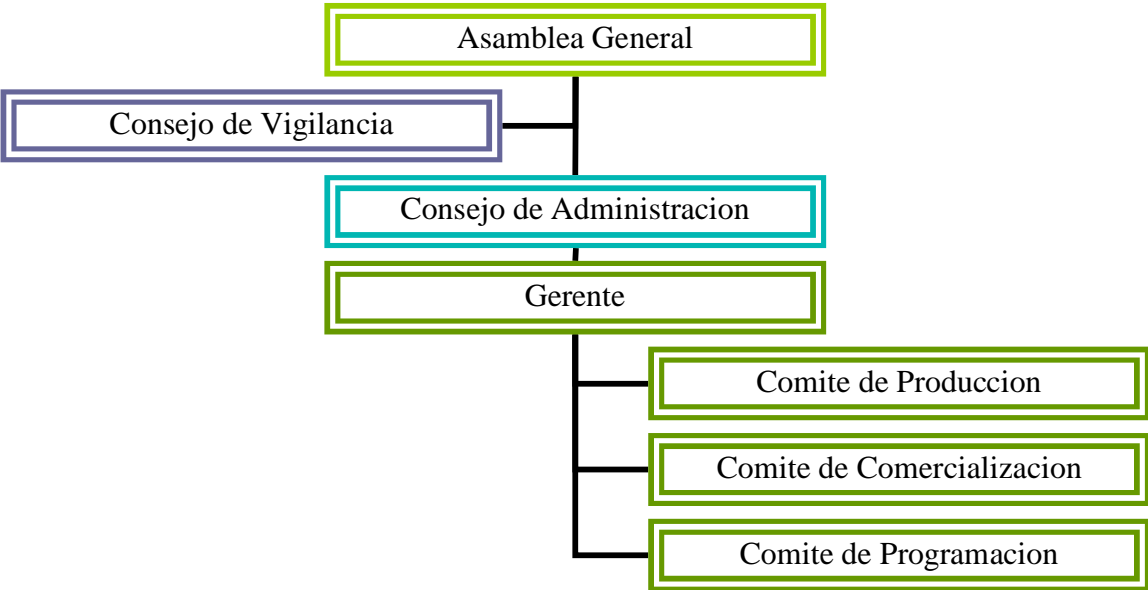 Asamblea General
Consejo de Vigilancia
Consejo de Administracion
Gerente
Comite de Produccion
Comite de Comercializacion
Comite de Programacion